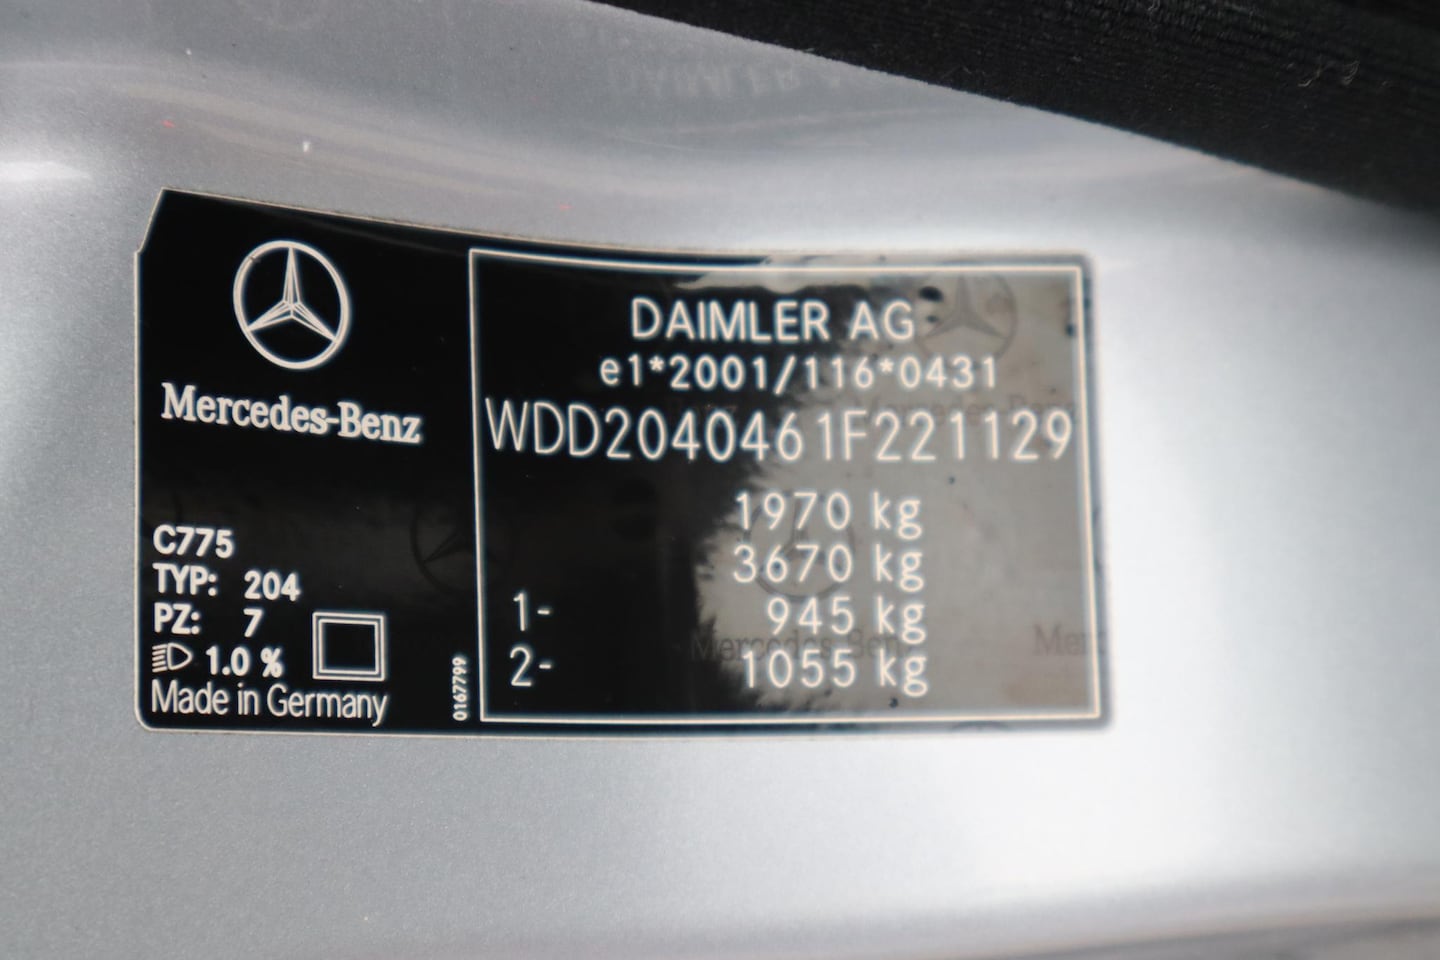 Mercedes-Benz
C775
TYP: 204
PZ: 7
1.0 %
Made in Germany
0167799
DAIMLER AG
e1*2001/116*0431
WDD2040461F221129
1970 kg
3670 kg
1- 945 kg
2- 1055 kg